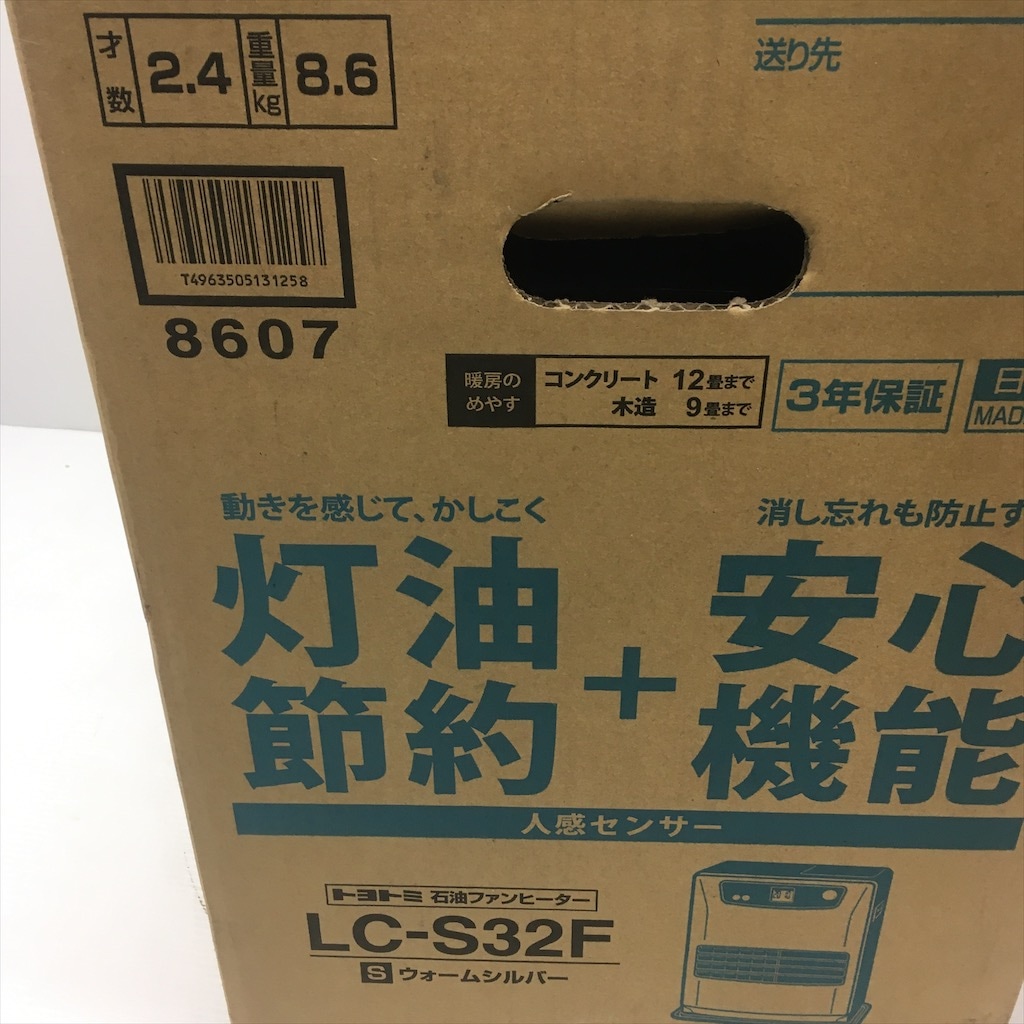 才数 2.4 重量kg 8.6
送り先
T4963505131258
8607
暖房のめやす
コンクリート 12畳まで
木造 9畳まで
3年保証
日
MAD
動きを感じて、かしこく
消し忘れも防止す
灯油 安心
節約 + 機能
人感センサー
トヨトミ 石油ファンヒーター
LC-S32F
S ウォームシルバー